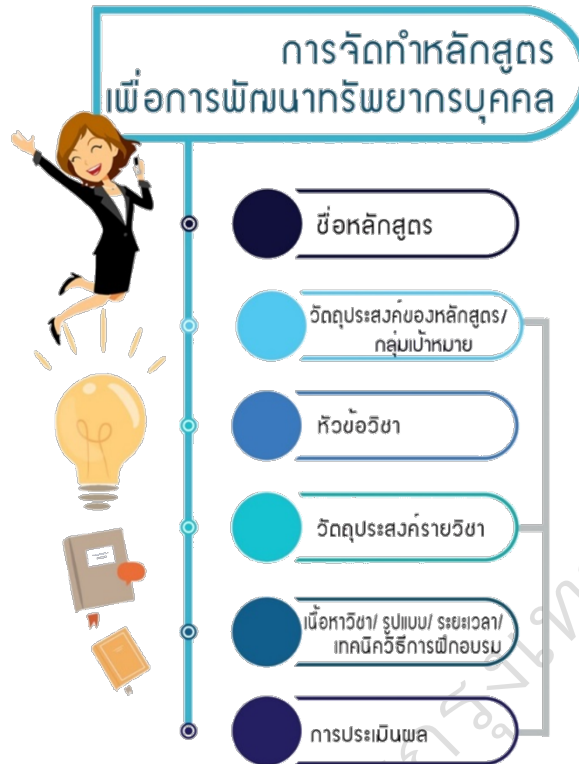 การจัดทำหลักสูตร
เพื่อการพัฒนาทรัพยากรบุคคล
ชื่อหลักสูตร
วัตถุประสงค์ของหลักสูตร/
กลุ่มเป้าหมาย
หัวข้อวิชา
วัตถุประสงค์รายวิชา
เนื้อหาวิชา/ รูปแบบ/ ระยะเวลา/
เทคนิควิธีการฝึกอบรม
การประเมินผล